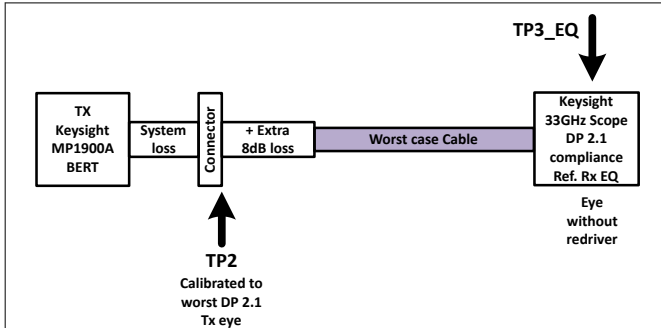 TP3_EQ
TX
Keysight
MP1900A
BERT
System
loss
Connector
+ Extra
8dB loss
Worst case Cable
Keysight
33GHz Scope
DP 2.1
compliance
Ref. Rx EQ
Eye
without
redriver
TP2
Calibrated to
worst DP 2.1
Tx eye